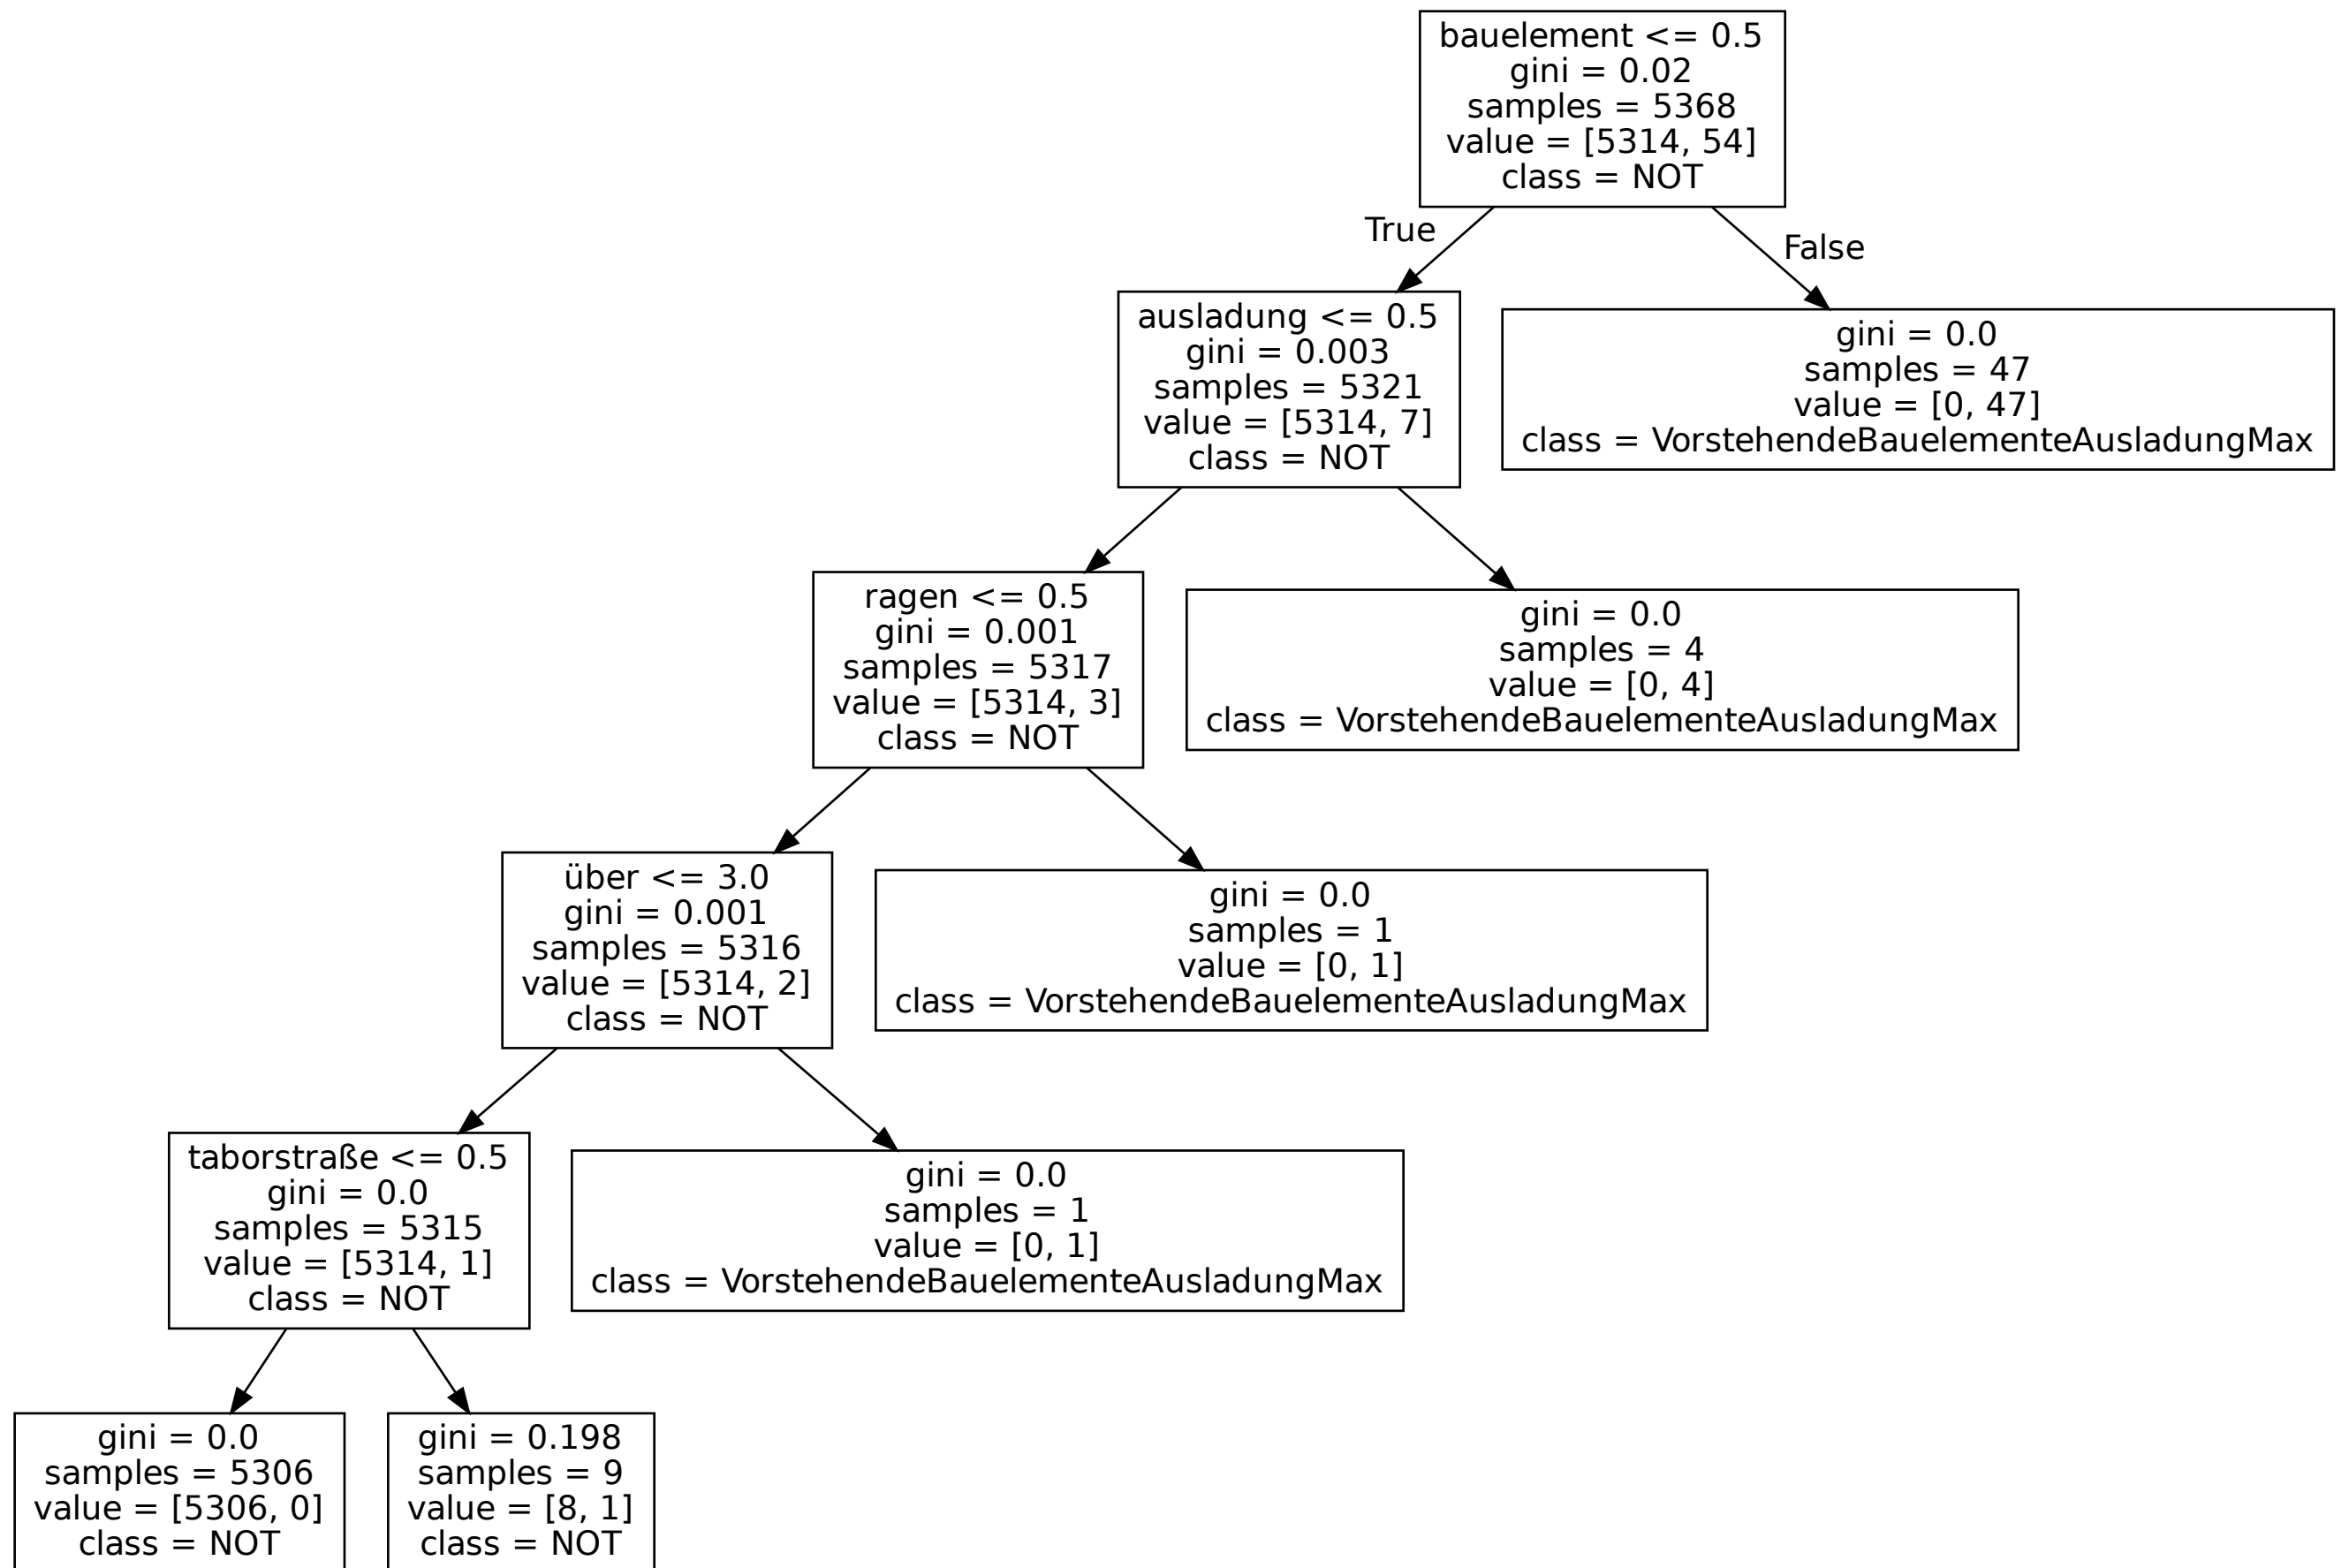 bauelement <= 0.5
gini = 0.02
samples = 5368
value = [5314, 54]
class = NOT
True
False
ausladung <= 0.5
gini = 0.003
samples = 5321
value = [5314, 7]
class = NOT
gini = 0.0
samples = 47
value = [0, 47]
class = VorstehendeBauelementeAusladungMax
ragen <= 0.5
gini = 0.001
samples = 5317
value = [5314, 3]
class = NOT
gini = 0.0
samples = 4
value = [0, 4]
class = VorstehendeBauelementeAusladungMax
über <= 3.0
gini = 0.001
samples = 5316
value = [5314, 2]
class = NOT
gini = 0.0
samples = 1
value = [0, 1]
class = VorstehendeBauelementeAusladungMax
taborstraße <= 0.5
gini = 0.0
samples = 5315
value = [5314, 1]
class = NOT
gini = 0.0
samples = 1
value = [0, 1]
class = VorstehendeBauelementeAusladungMax
gini = 0.0
samples = 5306
value = [5306, 0]
class = NOT
gini = 0.198
samples = 9
value = [8, 1]
class = NOT